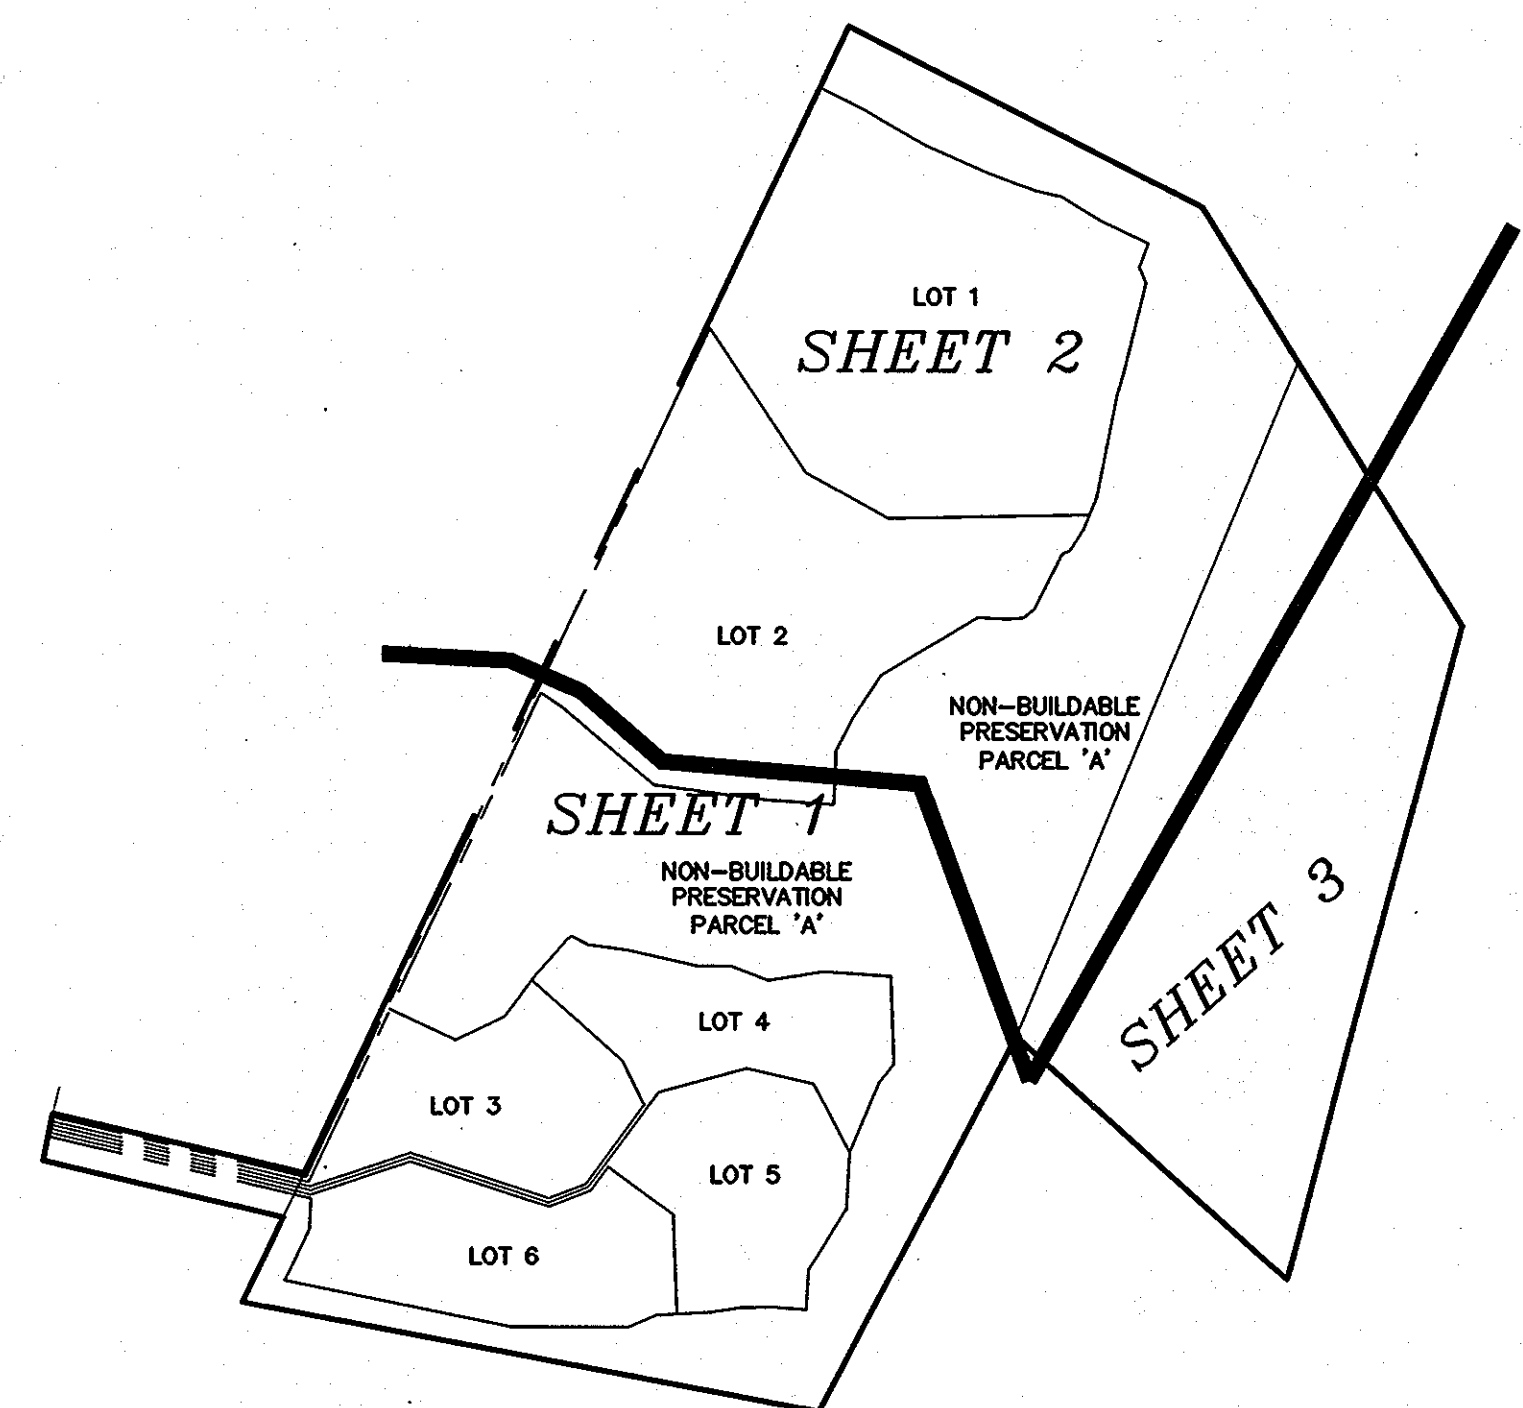 LOT 1
SHEET 2
LOT 2
NON-BUILDABLE
PRESERVATION
PARCEL 'A'
SHEET 1
NON-BUILDABLE
PRESERVATION
PARCEL 'A'
SHEET 3
LOT 4
LOT 3
LOT 5
LOT 6